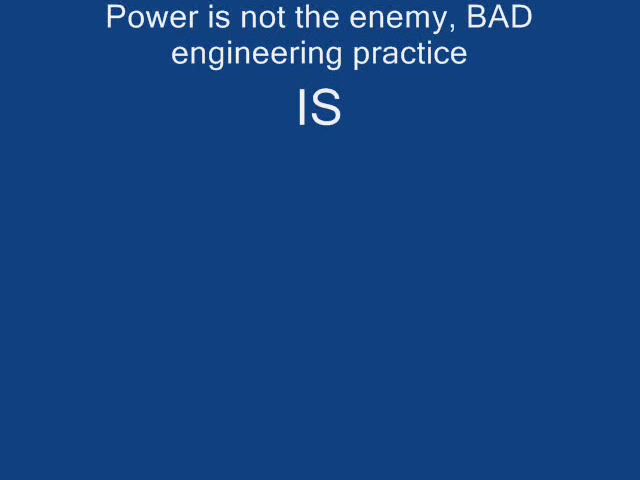 Power is not the enemy, BAD
engineering practice
IS